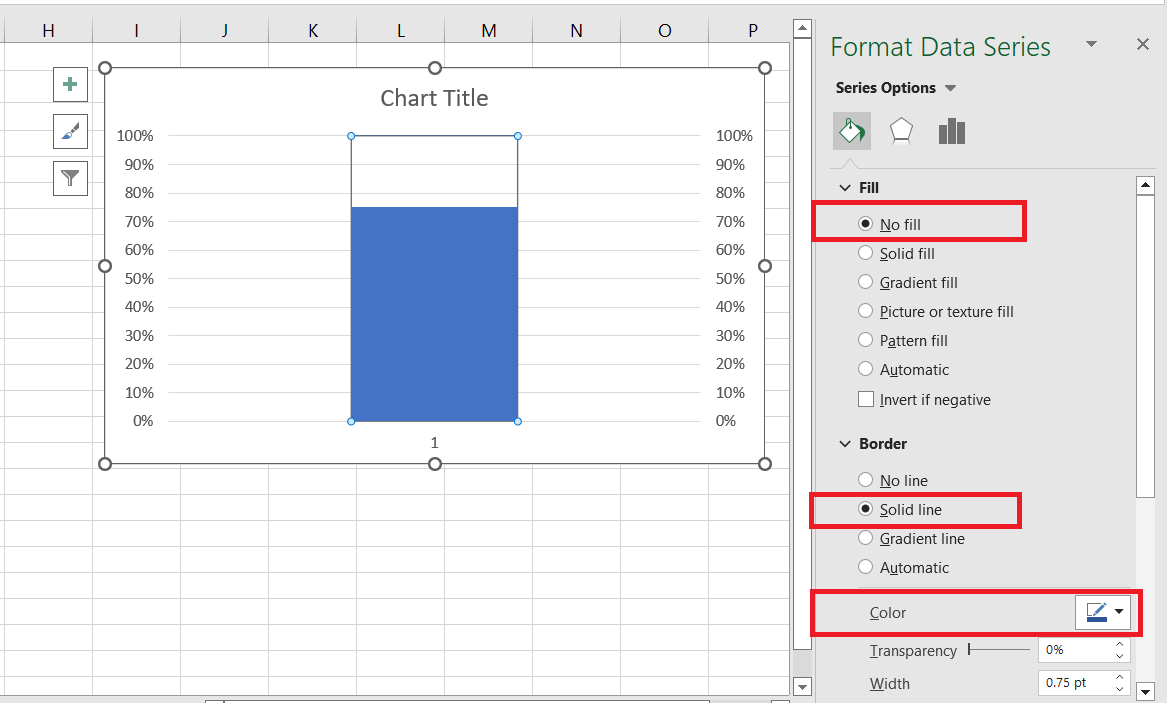 H I J K L M N O P
Chart Title
100% 100%
90% 90%
80% 80%
70% 70%
60% 60%
50% 50%
40% 40%
30% 30%
20% 20%
10% 10%
0% 0%
1
Format Data Series
Series Options
Fill
No fill
Solid fill
Gradient fill
Picture or texture fill
Pattern fill
Automatic
Invert if negative
Border
No line
Solid line
Gradient line
Automatic
Color
Transparency 0%
Width 0.75 pt